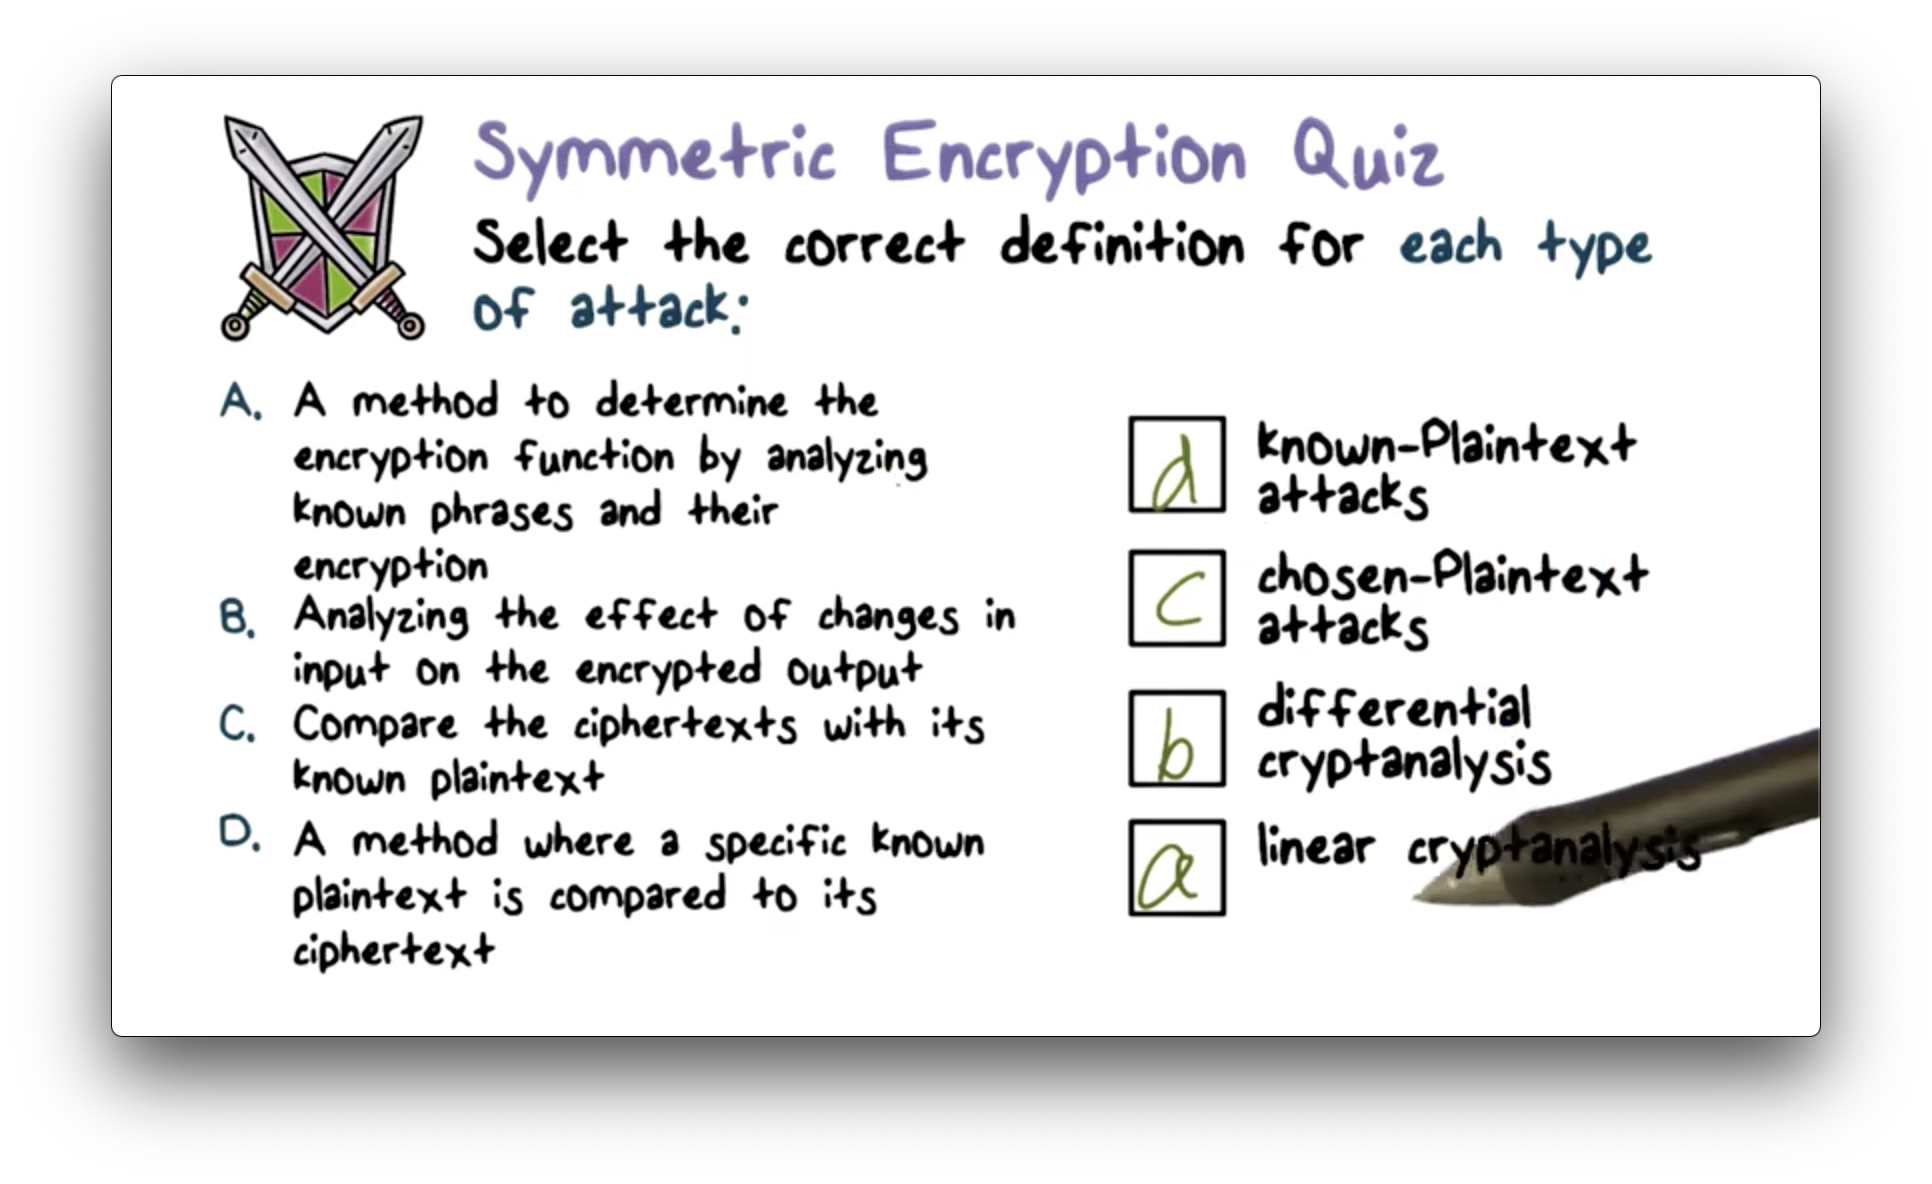 Symmetric Encryption Quiz
Select the correct definition for each type
of attack:
A. A method to determine the
encryption function by analyzing
known phrases and their
encryption
B. Analyzing the effect of changes in
input on the encrypted output
C. Compare the ciphertexts with its
known plaintext
D. A method where a specific known
plaintext is compared to its
ciphertext
d known-Plaintext
attacks
c chosen-Plaintext
attacks
b differential
cryptanalysis
a linear cryptanalysis